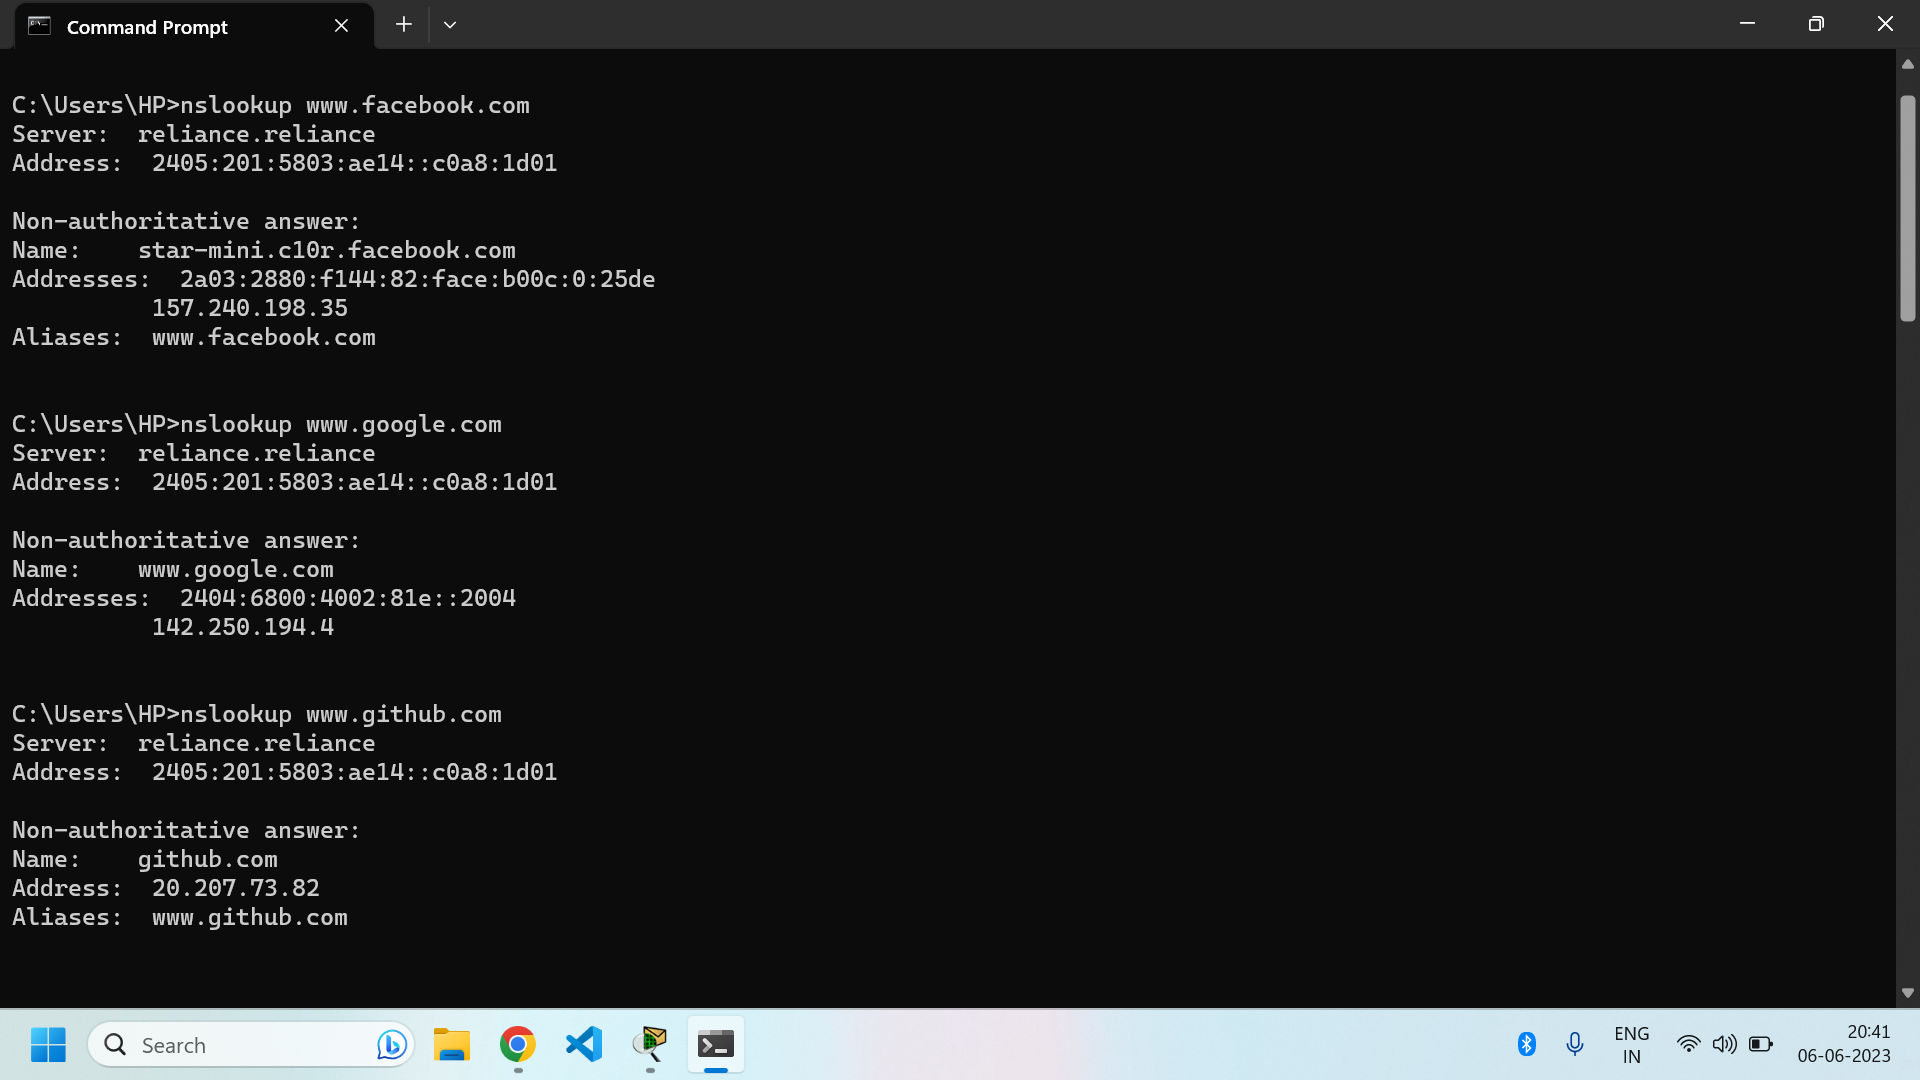 Command Prompt
C:\Users\HP>nslookup www.facebook.com
Server:  reliance.reliance
Address:  2405:201:5803:ae14::c0a8:1d01
Non-authoritative answer:
Name:    star-mini.c10r.facebook.com
Addresses:  2a03:2880:f144:82:face:b00c:0:25de
157.240.198.35
Aliases:  www.facebook.com
C:\Users\HP>nslookup www.google.com
Server:  reliance.reliance
Address:  2405:201:5803:ae14::c0a8:1d01
Non-authoritative answer:
Name:    www.google.com
Addresses:  2404:6800:4002:81e::2004
142.250.194.4
C:\Users\HP>nslookup www.github.com
Server:  reliance.reliance
Address:  2405:201:5803:ae14::c0a8:1d01
Non-authoritative answer:
Name:    github.com
Address:  20.207.73.82
Aliases:  www.github.com
Search
ENG
IN
20:41
06-06-2023